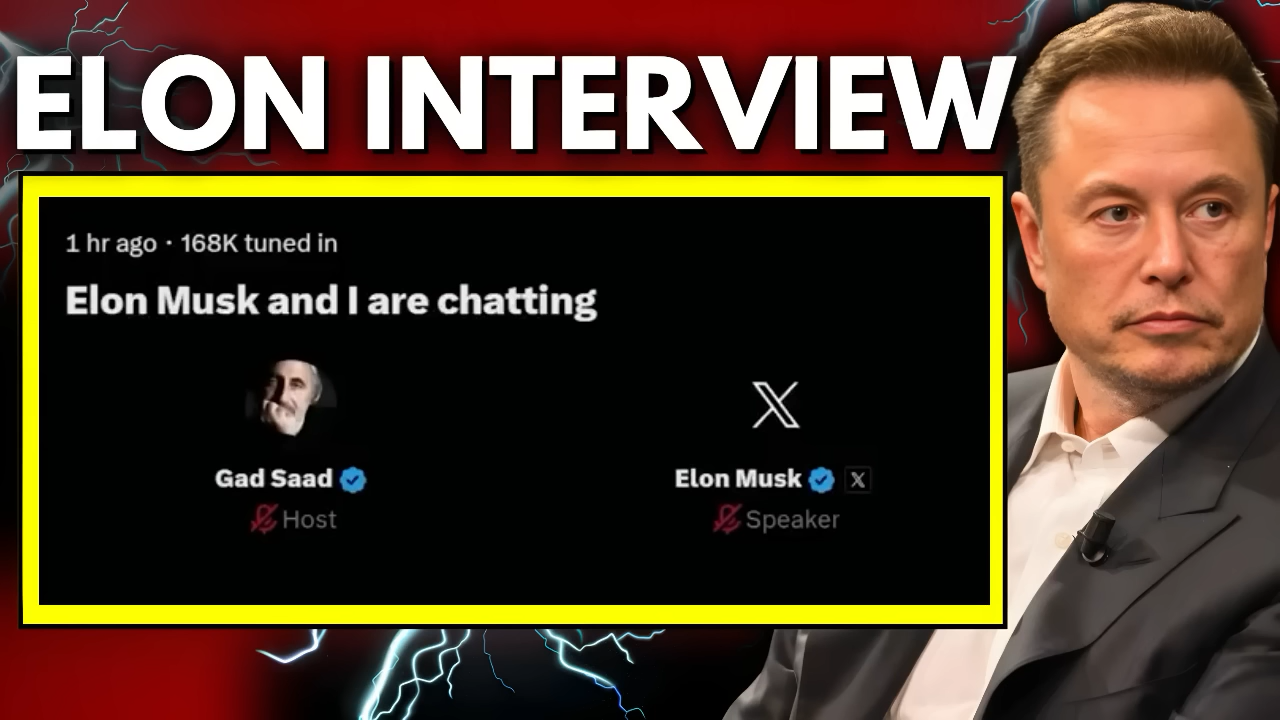 ELON INTERVIEW
1 hr ago · 168K tuned in
Elon Musk and I are chatting
Gad Saad
Elon Musk
Host
Speaker